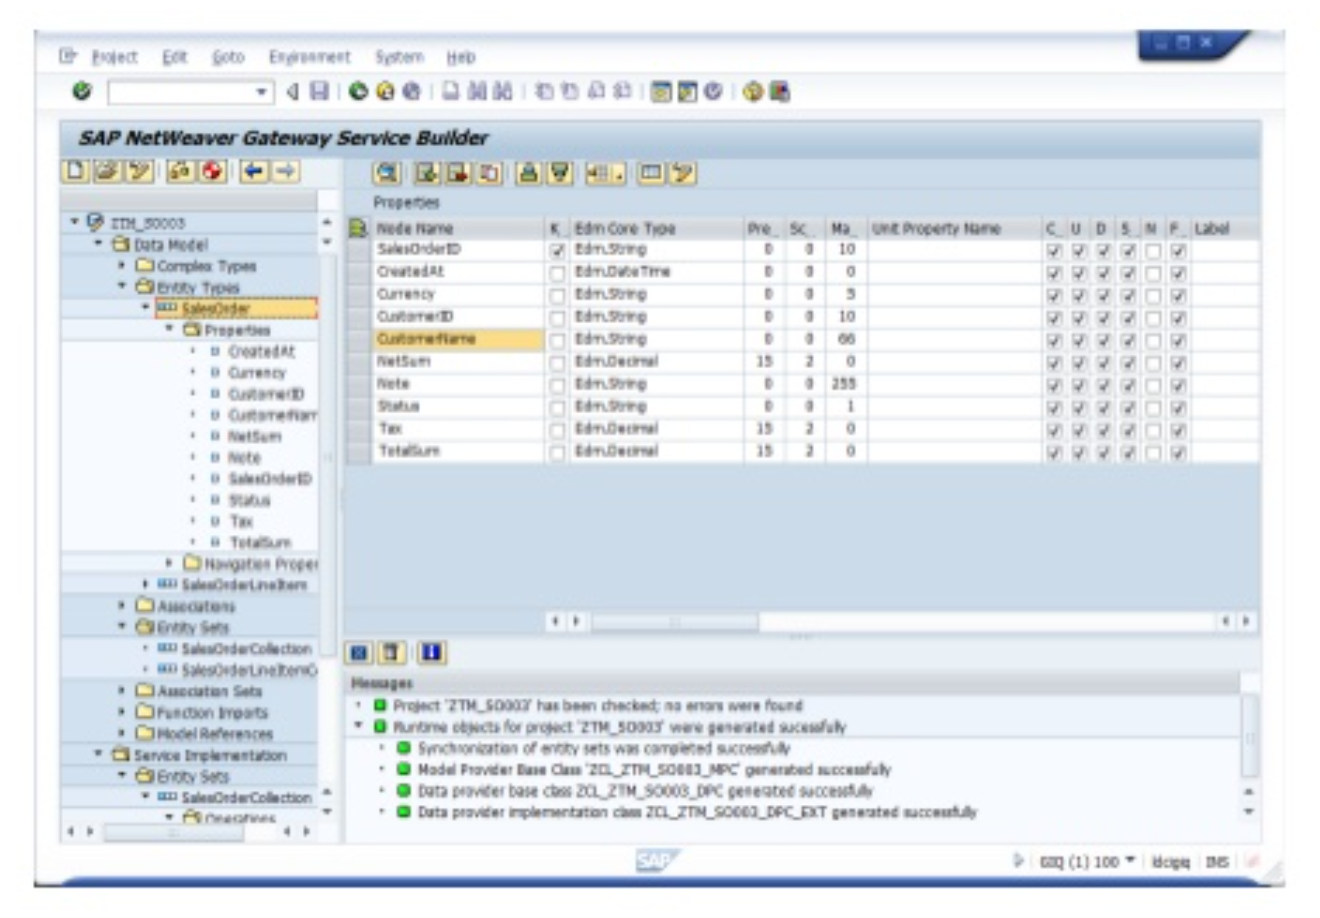 Project Edit Goto Environment System Help
SAP NetWeaver Gateway Service Builder
Properties
Node Name K_ Edm Core Type Pre_ Sc_ Ma_ Unit Property Name C_ U D S_ N F_ Label
SalesOrderID Edm.String 0 0 10
CreatedAt Edm.DateTime 0 0 0
Currency Edm.String 0 0 5
CustomerID Edm.String 0 0 10
CustomerName Edm.String 0 0 66
NetSum Edm.Decimal 15 2 0
Note Edm.String 0 0 255
Status Edm.String 0 0 1
Tax Edm.Decimal 15 2 0
TotalSum Edm.Decimal 15 2 0
ZTM_SO003
Data Model
Complex Types
Entity Types
SalesOrder
Properties
CreatedAt
Currency
CustomerID
CustomerNam
NetSum
Note
SalesOrderID
Status
Tax
TotalSum
Navigation Proper
SalesOrderLineItem
Associations
Entity Sets
SalesOrderCollection
SalesOrderLineItemC
Association Sets
Function Imports
Model References
Service Implementation
Entity Sets
SalesOrderCollection
Operations
Messages
Project 'ZTM_SO003' has been checked; no errors were found
Runtime objects for project 'ZTM_SO003' were generated sucessfully
Synchronization of entity sets was completed successfully
Model Provider Base Class 'ZCL_ZTM_SO003_MPC' generated successfully
Data provider base class ZCL_ZTM_SO003_DPC generated successfully
Data provider implementation class ZCL_ZTM_SO003_DPC_EXT generated successfully
SAP
(1) 100 INS